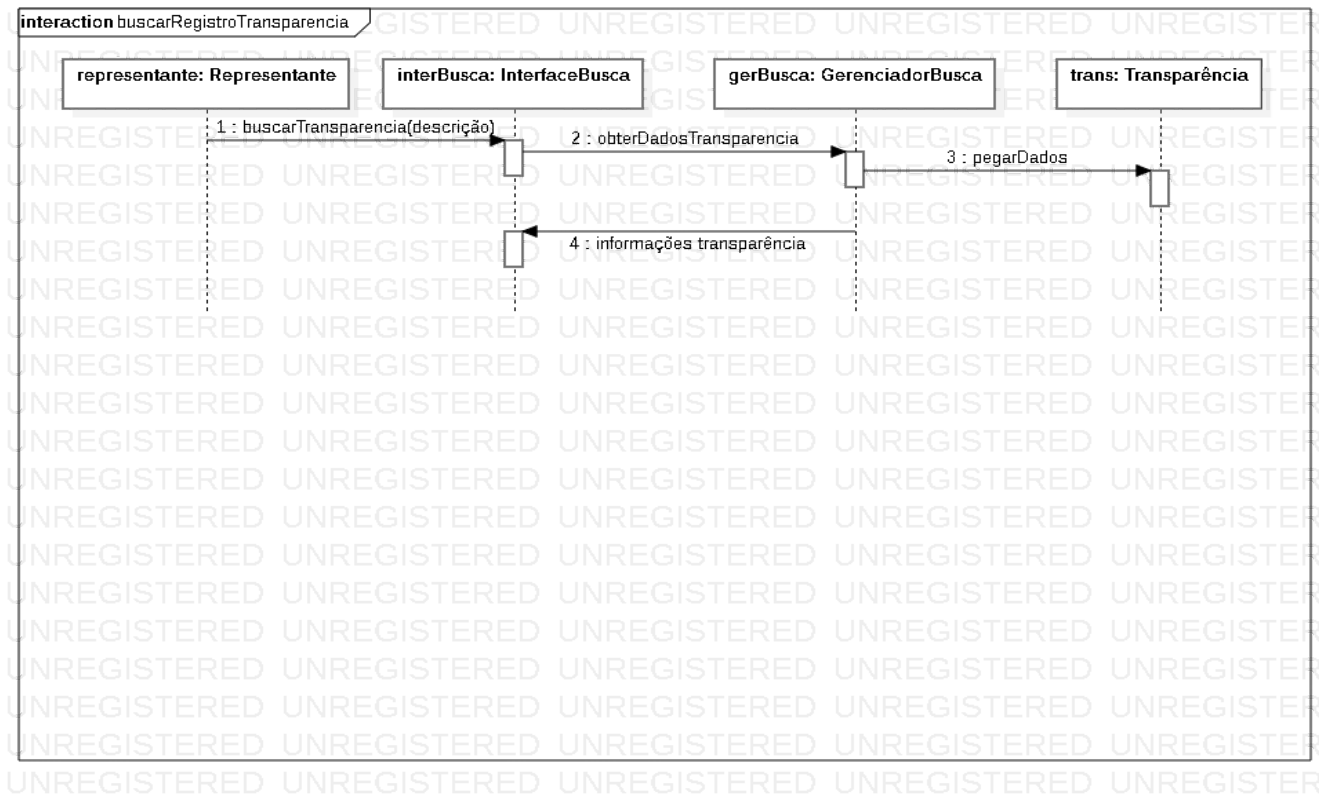 interaction buscarRegistroTransparencia
representante: Representante
interBusca: InterfaceBusca
gerBusca: GerenciadorBusca
trans: Transparência
1 : buscarTransparencia(descrição)
2 : obterDadosTransparencia
3 : pegarDados
4 : informações transparência
UNREGISTERED